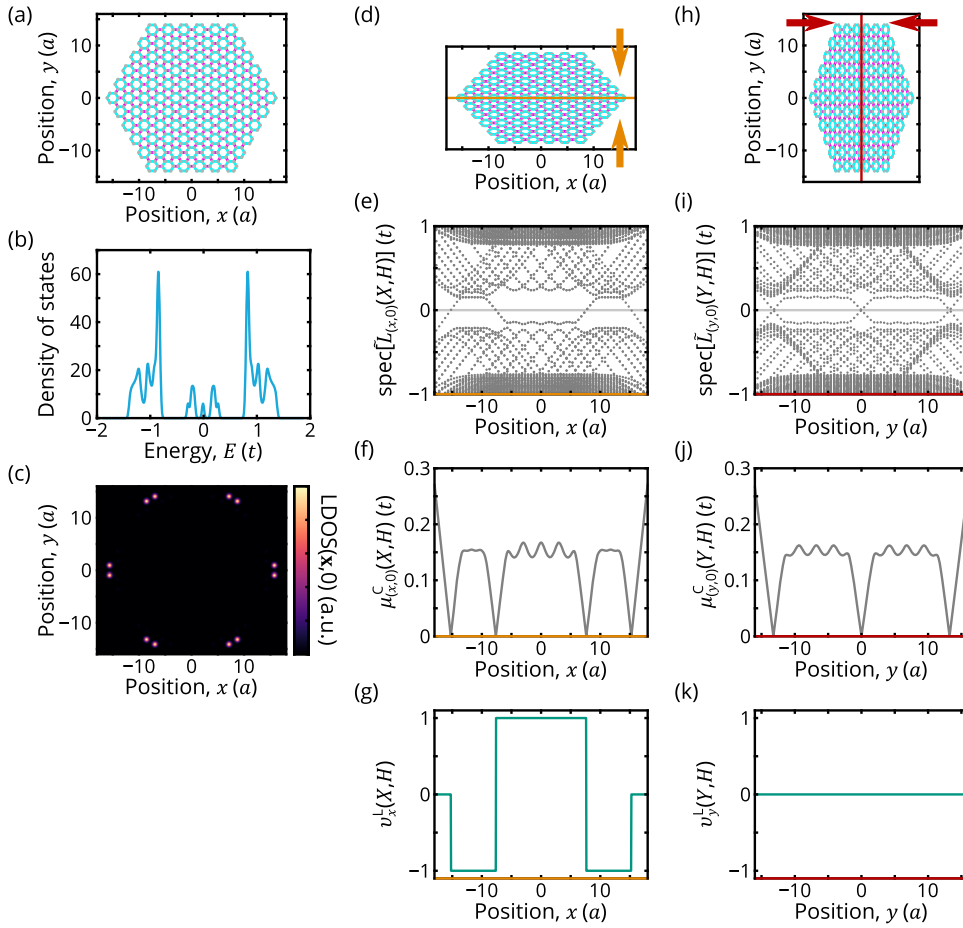 (a)
Position, y (a)
10
0
−10
−10 0 10
Position, x (a)
(b)
Density of states
60
40
20
0
−2 −1 0 1 2
Energy, E (t)
(c)
Position, y (a)
10
0
−10
−10 0 10
Position, x (a)
LDOS(x,0) (a.u.)
(d)
−10 0 10
Position, x (a)
(e)
spec[L̃(x,0)(X,H)] (t)
1
0
−1
−10 0 10
Position, x (a)
(f)
μC(x,0)(X,H) (t)
0.3
0.2
0.1
0
−10 0 10
Position, x (a)
(g)
νLx(X,H)
1
0
−1
−10 0 10
Position, x (a)
(h)
Position, y (a)
10
0
−10
Position, x (a)
(i)
spec[L̃(y,0)(Y,H)] (t)
1
0
−1
−10 0 10
Position, y (a)
(j)
μC(y,0)(Y,H) (t)
0.3
0.2
0.1
0
−10 0 10
Position, y (a)
(k)
νLy(Y,H)
1
0
−1
−10 0 10
Position, y (a)